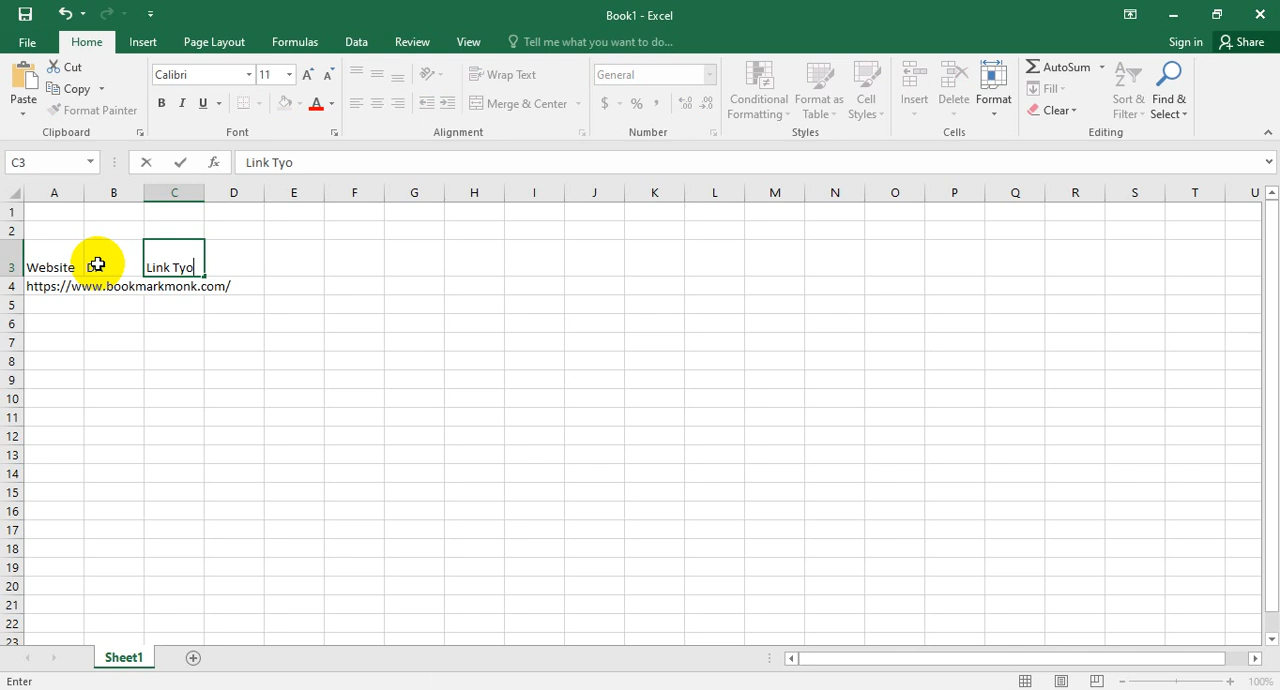 Book1 - Excel
File Home Insert Page Layout Formulas Data Review View Tell me what you want to do... Sign in Share
Paste Cut Copy Format Painter Clipboard
Calibri 11 B I U A Font
Wrap Text Merge & Center Alignment
General $ % , Number
Conditional Formatting Format as Table Cell Styles Styles
Insert Delete Format Cells
AutoSum Fill Clear Sort & Filter Find & Select Editing
C3 fx Link Tyo
A B C D E F G H I J K L M N O P Q R S T U
1
2
3 Website Link Tyo
4 https://www.bookmarkmonk.com/
5
6
7
8
9
10
11
12
13
14
15
16
17
18
19
20
21
22
23
Sheet1
Enter 100%